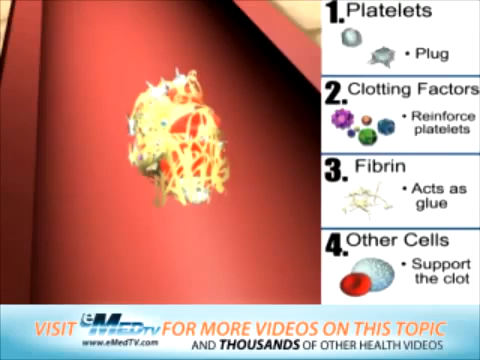 1. Platelets
• Plug
2. Clotting Factors
• Reinforce
platelets
3. Fibrin
• Acts as
glue
4. Other Cells
• Support
the clot
VISIT eMEDTV FOR MORE VIDEOS ON THIS TOPIC
www.eMedTV.com AND THOUSANDS OF OTHER HEALTH VIDEOS